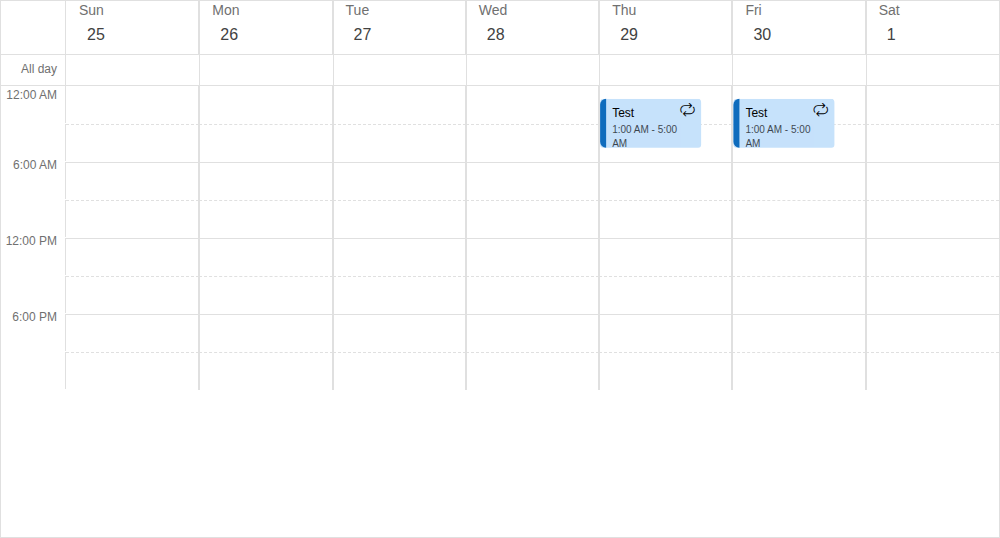 Sun Mon Tue Wed Thu Fri Sat
25 26 27 28 29 30 1
All day
12:00 AM
Test Test
1:00 AM - 5:00 1:00 AM - 5:00
AM AM
6:00 AM
12:00 PM
6:00 PM